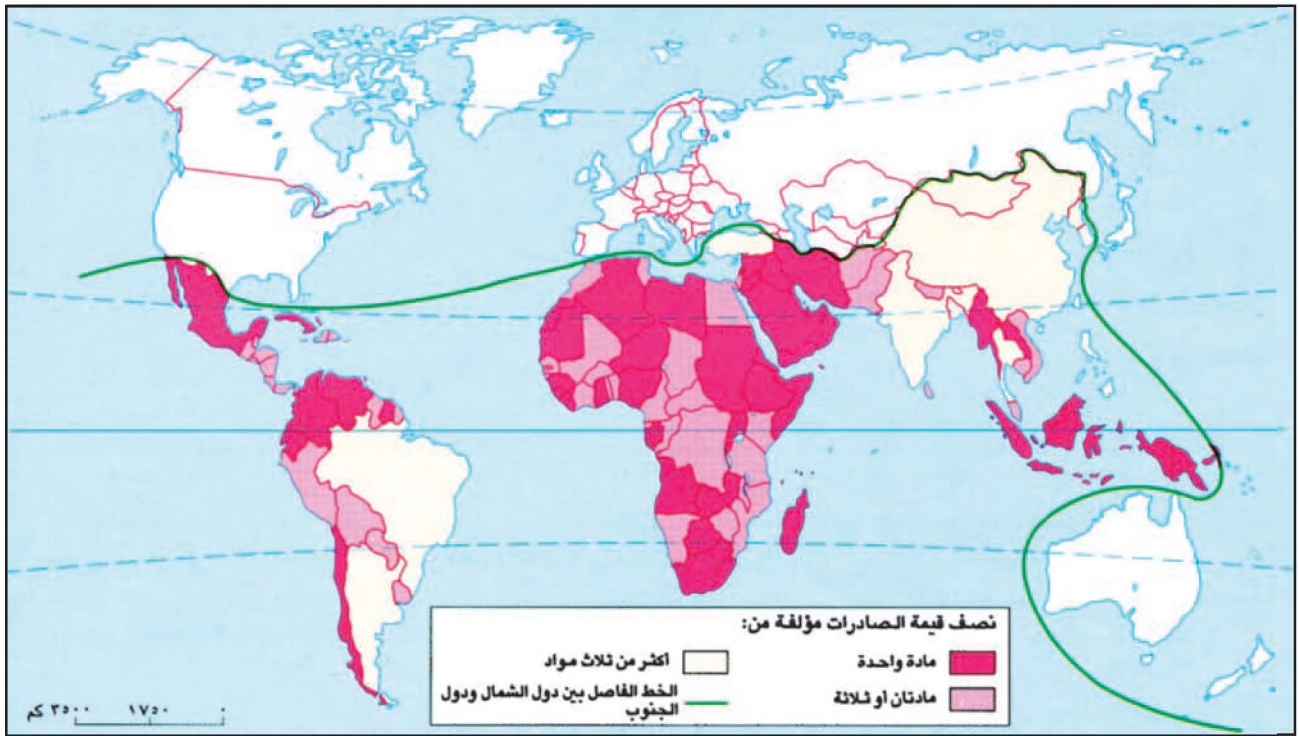 نصف قيمة الصادرات مؤلفة من:
مادة واحدة
مادتان أو ثلاثة
أكثر من ثلاث مواد
الخط الفاصل بين دول الشمال ودول
الجنوب
٣٥٠٠ كم ١٧٥٠ ٠